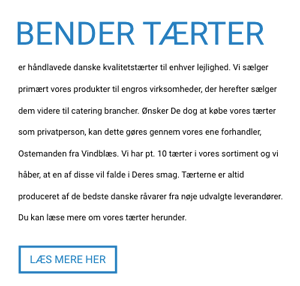 BENDER TÆRTER
er håndlavede danske kvalitetstærter til enhver lejlighed. Vi sælger
primært vores produkter til engros virksomheder, der herefter sælger
dem videre til catering brancher. Ønsker De dog at købe vores tærter
som privatperson, kan dette gøres gennem vores ene forhandler,
Ostemanden fra Vindblæs. Vi har pt. 10 tærter i vores sortiment og vi
håber, at en af disse vil falde i Deres smag. Tærterne er altid
produceret af de bedste danske råvarer fra nøje udvalgte leverandører.
Du kan læse mere om vores tærter herunder.
LÆS MERE HER